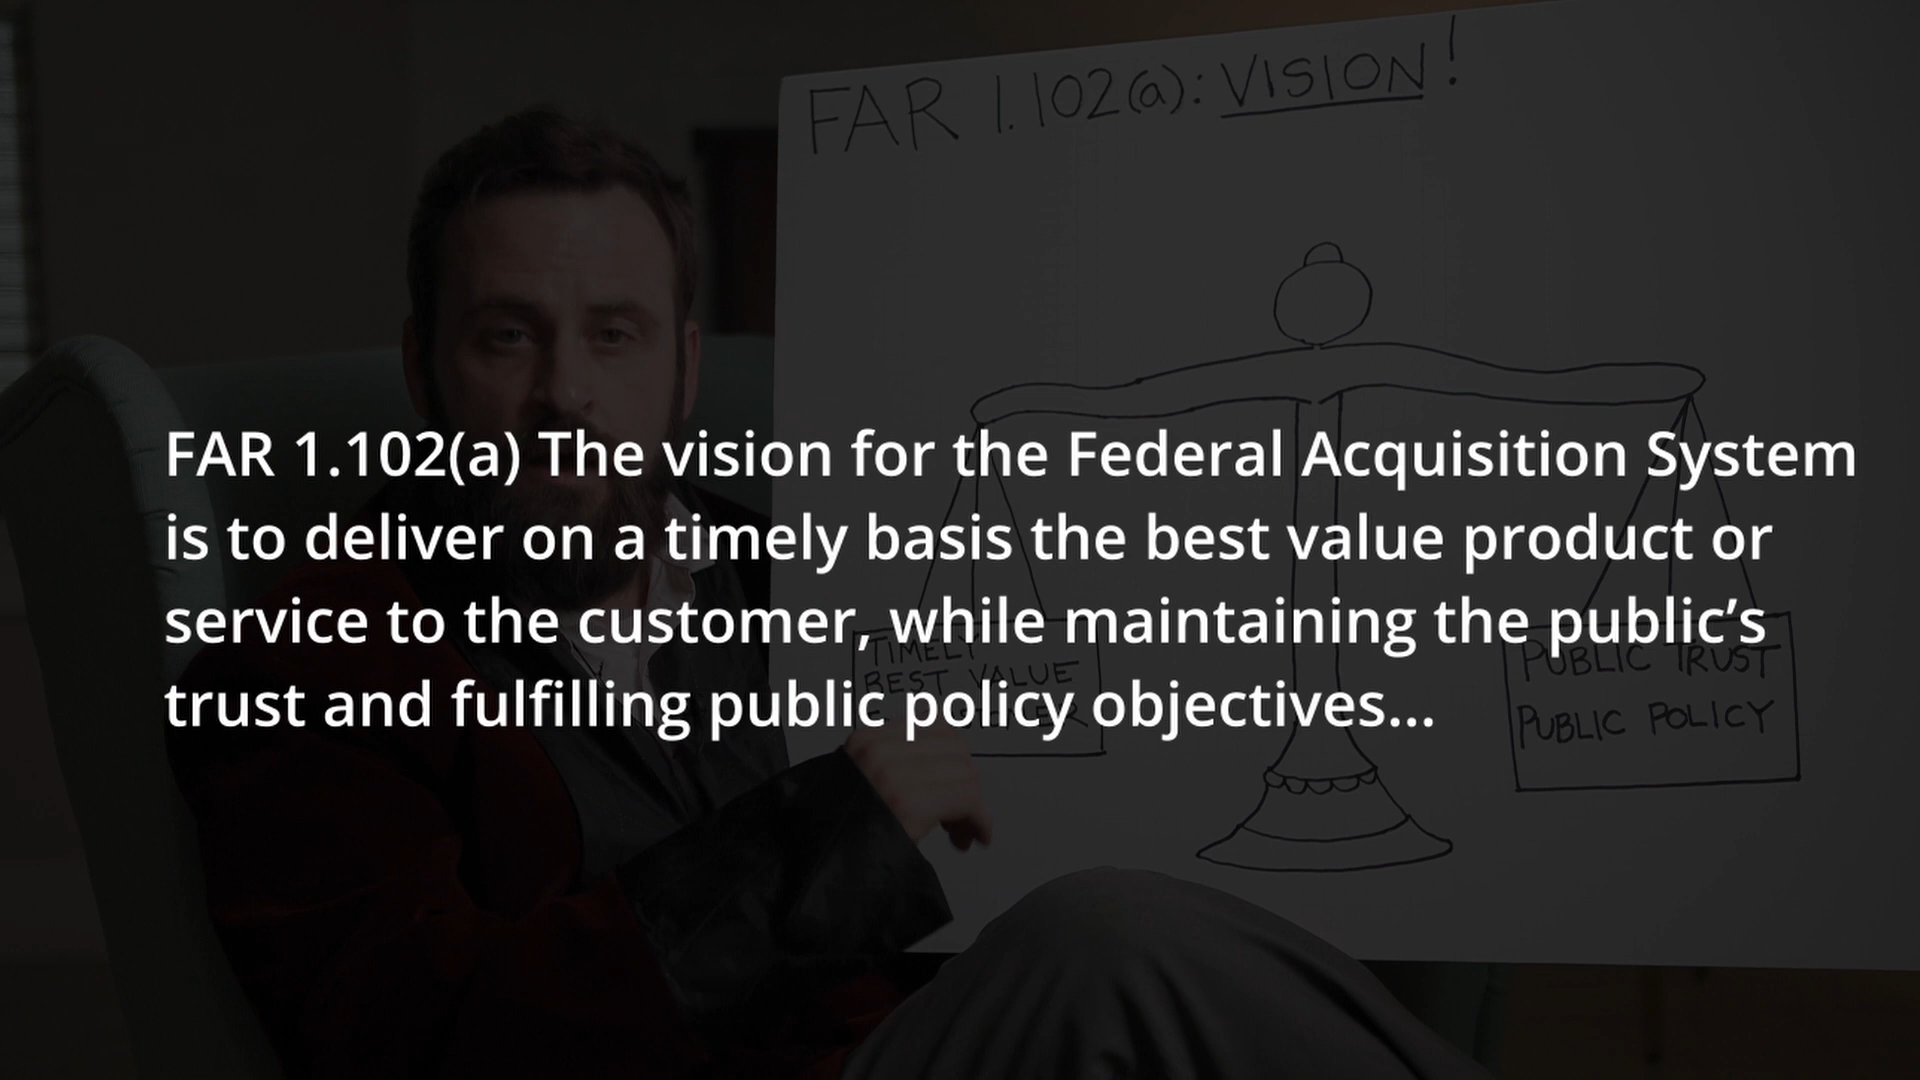 FAR 1.102(a): VISION!
FAR 1.102(a) The vision for the Federal Acquisition System
is to deliver on a timely basis the best value product or
service to the customer, while maintaining the public’s
trust and fulfilling public policy objectives...
TIMELY
BEST VALUE
PUBLIC TRUST
PUBLIC POLICY